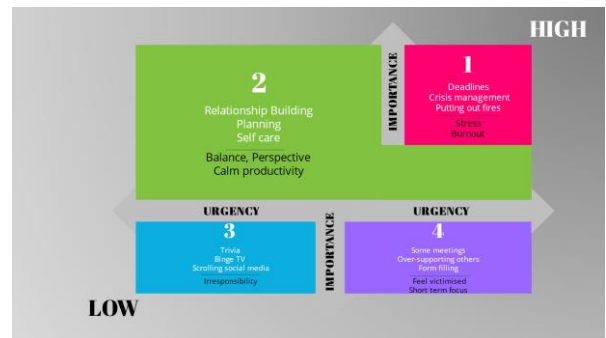 HIGH
2
Relationship Building
Planning
Self care
Balance, Perspective
Calm productivity
IMPORTANCE
1
Deadlines
Crisis management
Putting out fires
Stress
Burnout
URGENCY
URGENCY
3
Trivia
Binge TV
Scrolling social media
Irresponsibility
IMPORTANCE
4
Some meetings
Over-supporting others
Form filling
Feel victimised
Short term focus
LOW